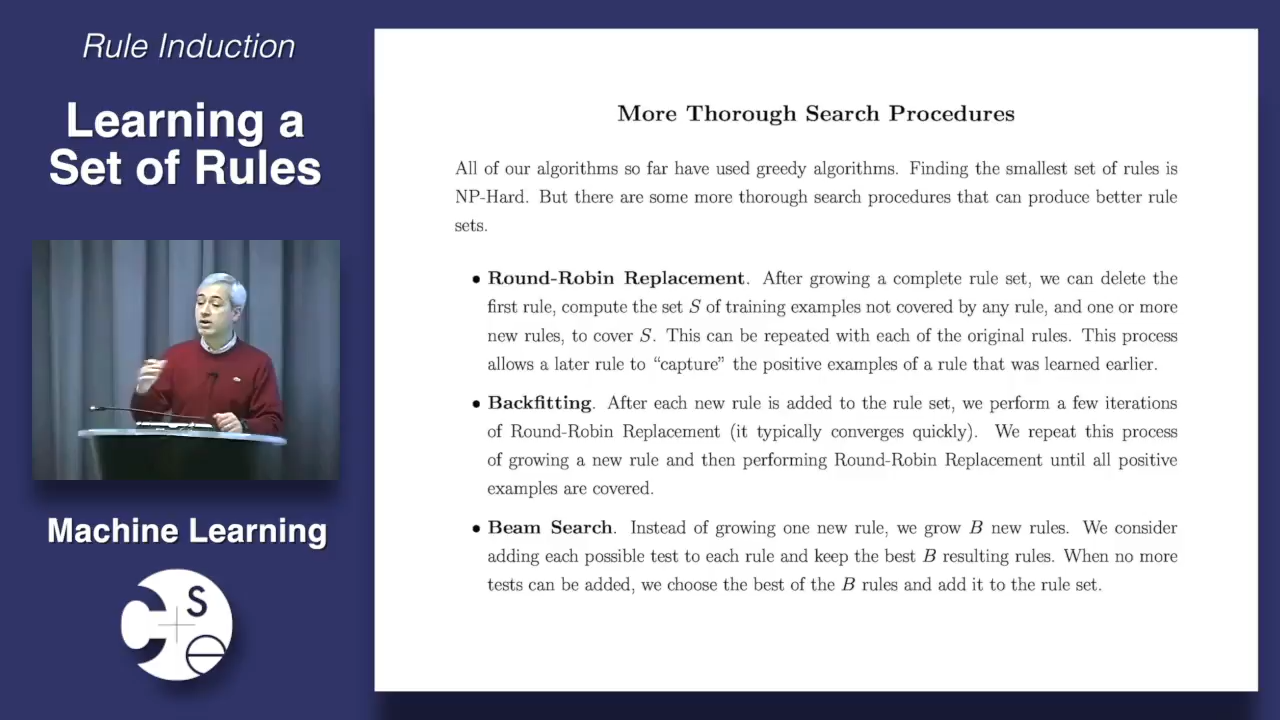 Rule Induction
Learning a
Set of Rules
Machine Learning
CSE
More Thorough Search Procedures
All of our algorithms so far have used greedy algorithms. Finding the smallest set of rules is
NP-Hard. But there are some more thorough search procedures that can produce better rule
sets.
• Round-Robin Replacement. After growing a complete rule set, we can delete the
first rule, compute the set S of training examples not covered by any rule, and one or more
new rules, to cover S. This can be repeated with each of the original rules. This process
allows a later rule to “capture” the positive examples of a rule that was learned earlier.
• Backfitting. After each new rule is added to the rule set, we perform a few iterations
of Round-Robin Replacement (it typically converges quickly). We repeat this process
of growing a new rule and then performing Round-Robin Replacement until all positive
examples are covered.
• Beam Search. Instead of growing one new rule, we grow B new rules. We consider
adding each possible test to each rule and keep the best B resulting rules. When no more
tests can be added, we choose the best of the B rules and add it to the rule set.